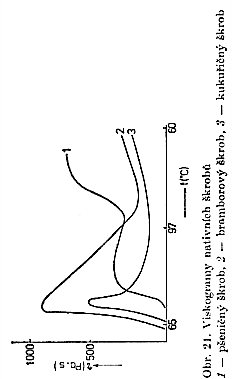 1000
500
η(Pa.s)
1
2
3
65
97
60
t(°C)
Obr. 21. Viskogramy nativních škrobů
1 — pšeničný škrob, 2 — bramborový škrob, 3 — kukuřičný škrob